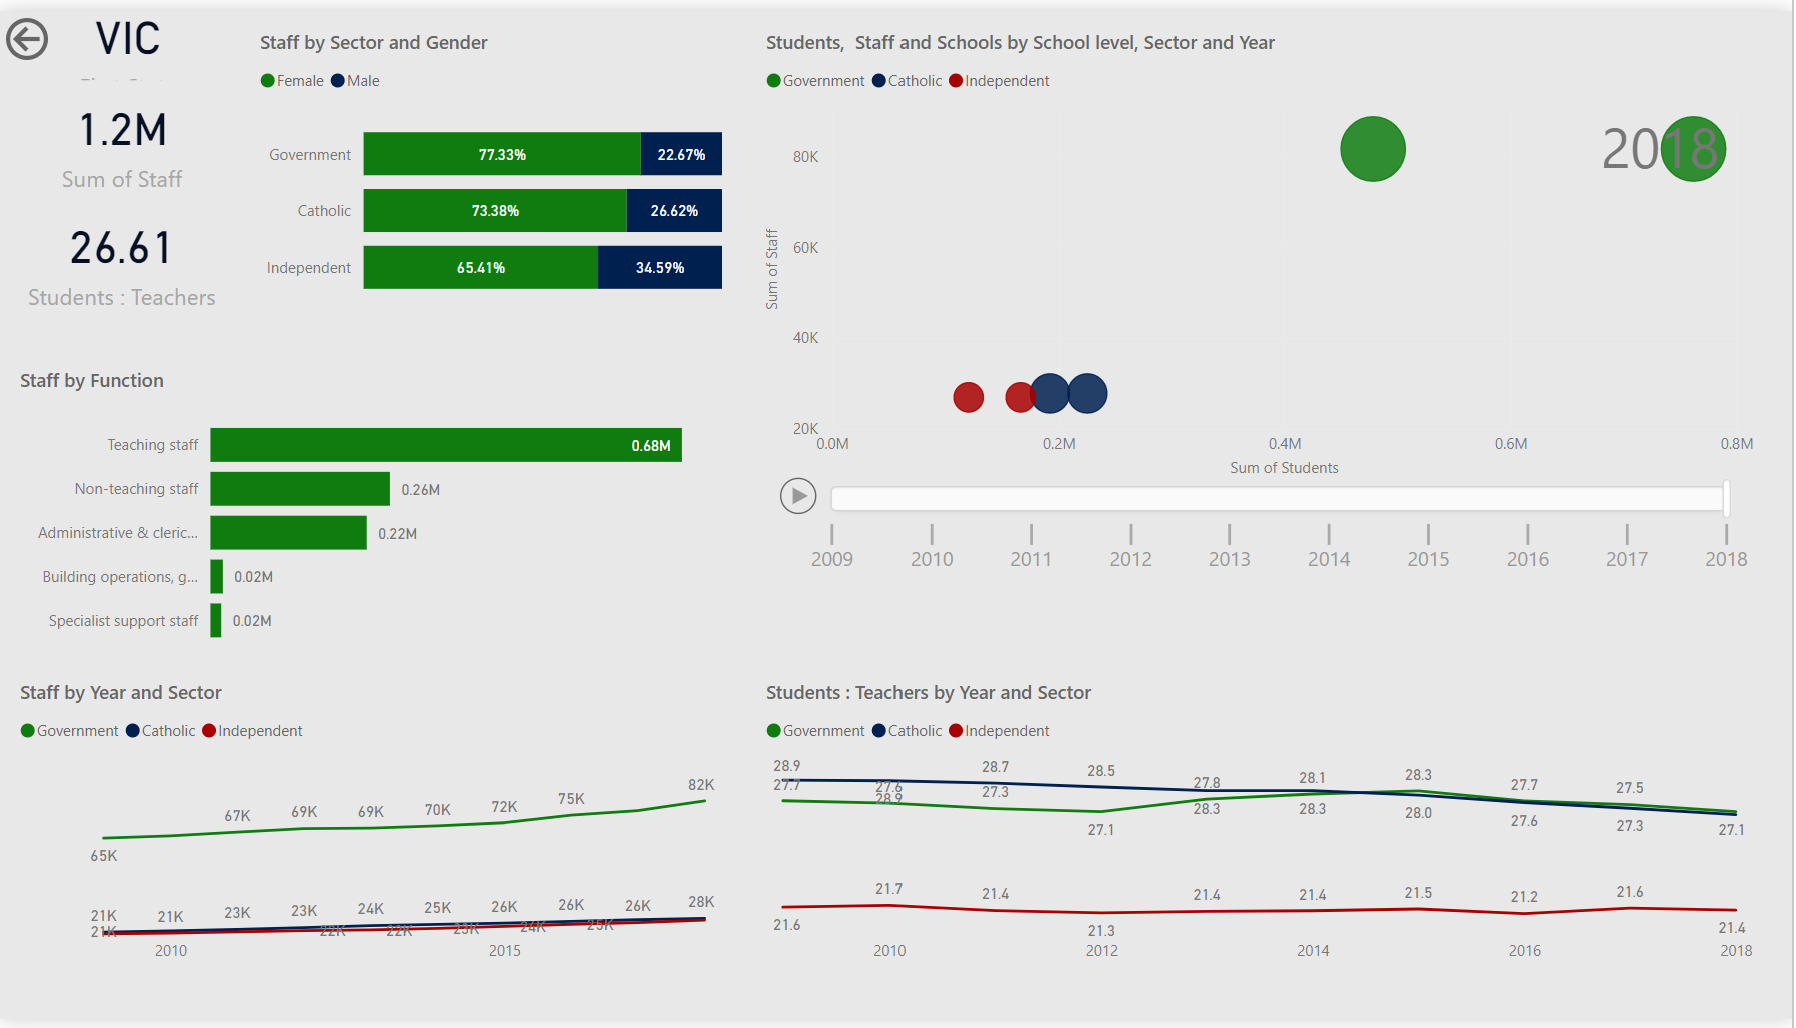 VIC
1.2M
Sum of Staff
26.61
Students : Teachers
Staff by Sector and Gender
Female Male
Government 77.33% 22.67%
Catholic 73.38% 26.62%
Independent 65.41% 34.59%
Students, Staff and Schools by School level, Sector and Year
Government Catholic Independent
2018
80K
60K
40K
20K
Sum of Staff
0.0M 0.2M 0.4M 0.6M 0.8M
Sum of Students
2009 2010 2011 2012 2013 2014 2015 2016 2017 2018
Staff by Function
Teaching staff 0.68M
Non-teaching staff 0.26M
Administrative & cleric... 0.22M
Building operations, g... 0.02M
Specialist support staff 0.02M
Staff by Year and Sector
Government Catholic Independent
65K 67K 69K 69K 70K 72K 75K 82K
21K 21K 23K 23K 24K 25K 26K 26K 26K 28K
21K 22K 22K 23K 24K 25K
2010 2015
Students : Teachers by Year and Sector
Government Catholic Independent
28.9 28.7 28.5 27.8 28.1 28.3 27.7 27.5
27.7 27.6 27.3
28.9 27.1 28.3 28.3 28.0 27.6 27.3 27.1
21.7 21.4 21.4 21.4 21.5 21.2 21.6
21.6 21.3 21.4
2010 2012 2014 2016 2018